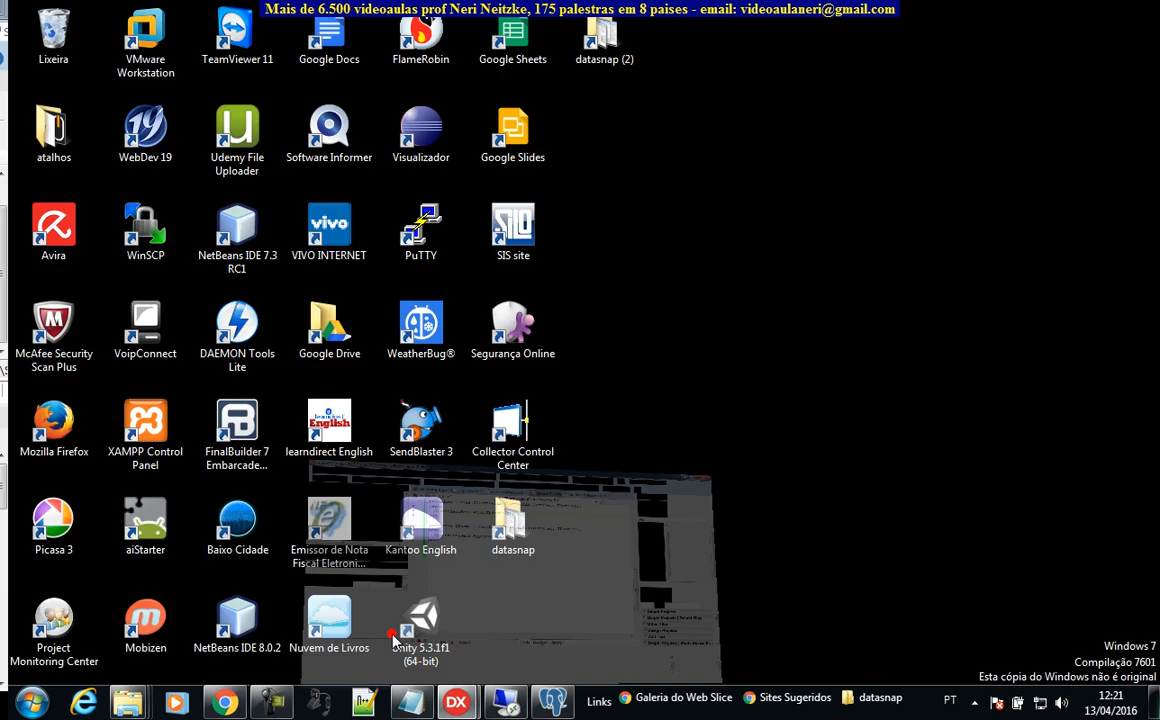 Mais de 6.500 videoaulas prof Neri Neitzke, 175 palestras em 8 paises - email: videoaulaneri@gmail.com
Lixeira
VMware
Workstation
TeamViewer 11
Google Docs
FlameRobin
Google Sheets
datasnap (2)
atalhos
WebDev 19
Udemy File
Uploader
Software Informer
Visualizador
Google Slides
Avira
WinSCP
NetBeans IDE 7.3
RC1
vivo
VIVO INTERNET
PuTTY
SILO
SIS site
McAfee Security
Scan Plus
VoipConnect
DAEMON Tools
Lite
Google Drive
WeatherBug®
Segurança Online
Mozilla Firefox
XAMPP Control
Panel
FinalBuilder 7
Embarcade...
English
learndirect English
SendBlaster 3
Collector Control
Center
Picasa 3
aiStarter
Baixo Cidade
Emissor de Nota
Fiscal Eletroni...
Kantoo English
datasnap
Project
Monitoring Center
Mobizen
NetBeans IDE 8.0.2
Nuvem de Livros
Unity 5.3.1f1
(64-bit)
Windows 7
Compilação 7601
Esta cópia do Windows não é original
DX
Links
Galeria do Web Slice
Sites Sugeridos
datasnap
PT
12:21
13/04/2016